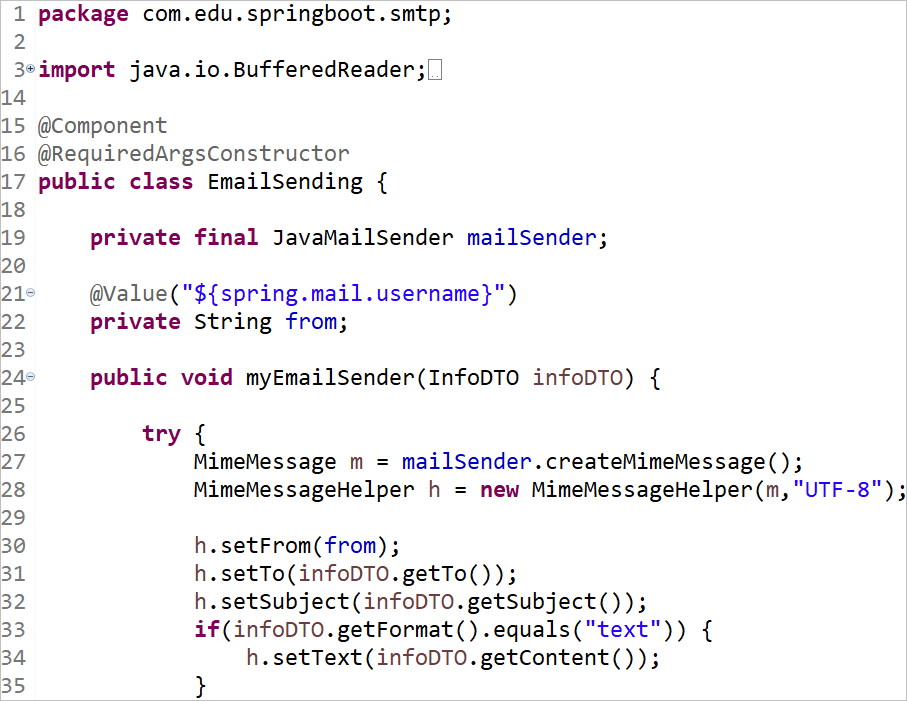 1 package com.edu.springboot.smtp;
2
3 import java.io.BufferedReader;
14
15 @Component
16 @RequiredArgsConstructor
17 public class EmailSending {
18
19 private final JavaMailSender mailSender;
20
21 @Value("${spring.mail.username}")
22 private String from;
23
24 public void myEmailSender(InfoDTO infoDTO) {
25
26 try {
27 MimeMessage m = mailSender.createMimeMessage();
28 MimeMessageHelper h = new MimeMessageHelper(m,"UTF-8");
29
30 h.setFrom(from);
31 h.setTo(infoDTO.getTo());
32 h.setSubject(infoDTO.getSubject());
33 if(infoDTO.getFormat().equals("text")) {
34 h.setText(infoDTO.getContent());
35 }